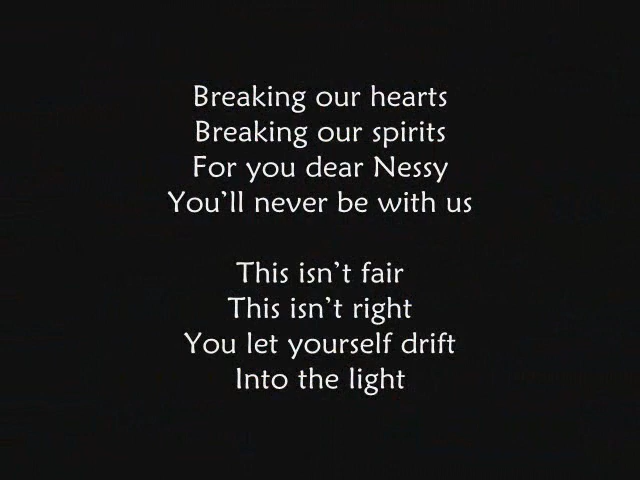 Breaking our hearts
Breaking our spirits
For you dear Nessy
You'll never be with us
This isn't fair
This isn't right
You let yourself drift
Into the light